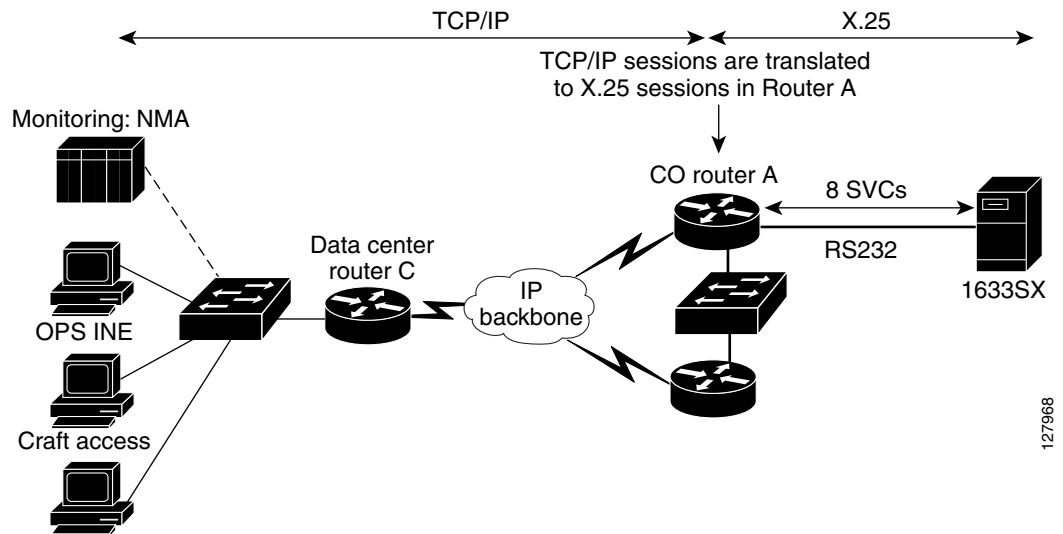 TCP/IP
X.25
TCP/IP sessions are translated
to X.25 sessions in Router A
Monitoring: NMA
CO router A
8 SVCs
Data center
router C
RS232
IP
backbone
1633SX
OPS INE
Craft access
127968